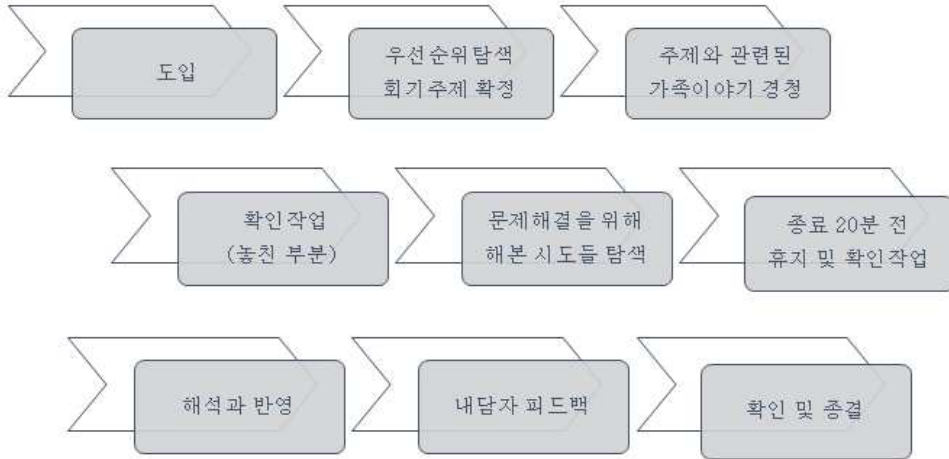 도입
우선순위탐색
회기주제 확정
주제와 관련된
가족이야기 경청
확인작업
(놓친 부분)
문제해결을 위해
해본 시도들 탐색
종료 20분 전
휴지 및 확인작업
해석과 반영
내담자 피드백
확인 및 종결